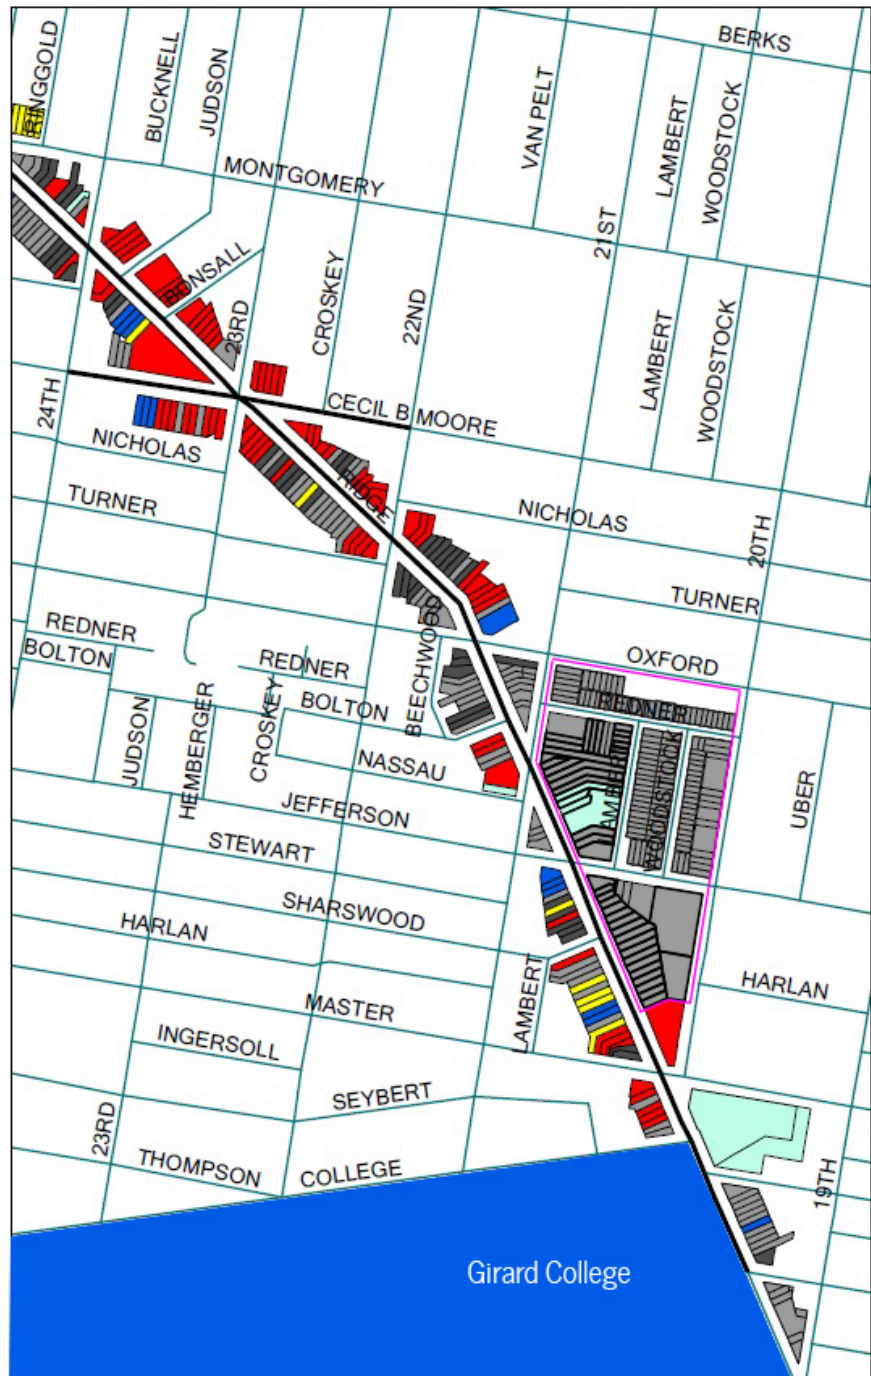 BERKS
RINGGOLD
BUCKNELL
JUDSON
VAN PELT
LAMBERT
WOODSTOCK
MONTGOMERY
21ST
BONSALL
CROSKEY
22ND
23RD
LAMBERT
WOODSTOCK
24TH
CECIL B MOORE
NICHOLAS
RIDGE
TURNER
NICHOLAS
20TH
TURNER
REDNER
BOLTON
REDNER
BEECHWOOD
OXFORD
CROSKEY
BOLTON
REDNER
JUDSON
HEMBERGER
NASSAU
LAMBERT
WOODSTOCK
UBER
JEFFERSON
STEWART
SHARSWOOD
HARLAN
LAMBERT
HARLAN
MASTER
INGERSOLL
SEYBERT
23RD
THOMPSON
COLLEGE
19TH
Girard College